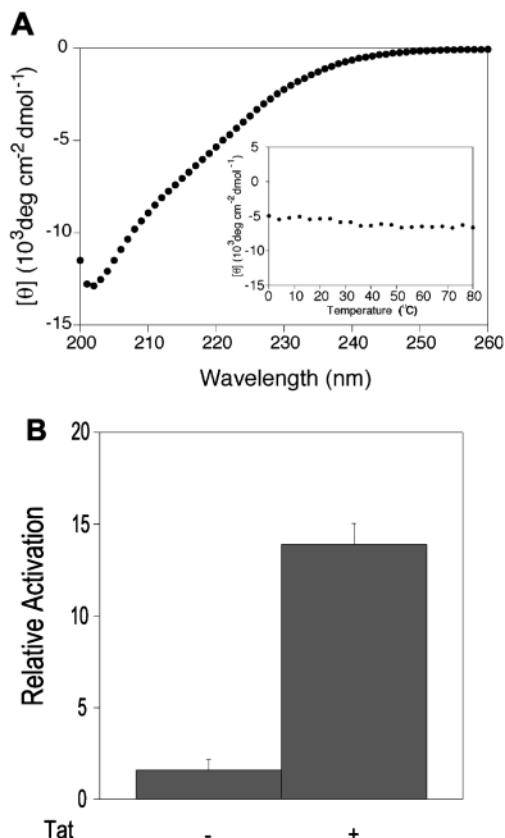 A
0
-5
-10
-15
[θ] (10³deg cm⁻² dmol⁻¹)
200 210 220 230 240 250 260
Wavelength (nm)
5
0
-5
-10
-15
[θ] (10³deg cm⁻² dmol⁻¹)
0 10 20 30 40 50 60 70 80
Temperature (°C)
B
20
15
10
5
0
Relative Activation
Tat - +